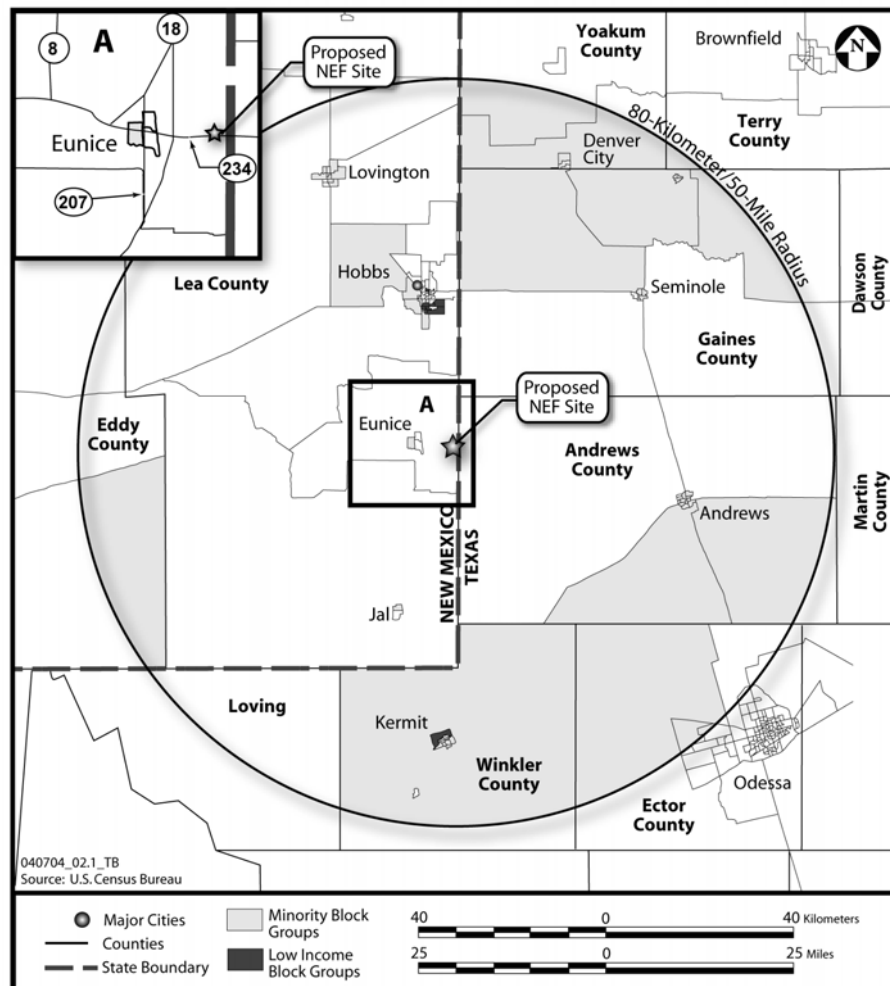 A
8
18
Proposed
NEF Site
Eunice
234
207
Yoakum
County
Brownfield
N
Terry
County
80-Kilometer/50-Mile Radius
Denver
City
Lovington
Dawson
County
Hobbs
Lea County
Seminole
Gaines
County
A
Proposed
NEF Site
Eunice
Eddy
County
Andrews
County
Martin
County
Andrews
NEW MEXICO
TEXAS
Jal
Loving
Kermit
Winkler
County
Odessa
Ector
County
040704_02.1_TB
Source: U.S. Census Bureau
Major Cities
Counties
State Boundary
Minority Block
Groups
Low Income
Block Groups
40 0 40 Kilometers
25 0 25 Miles